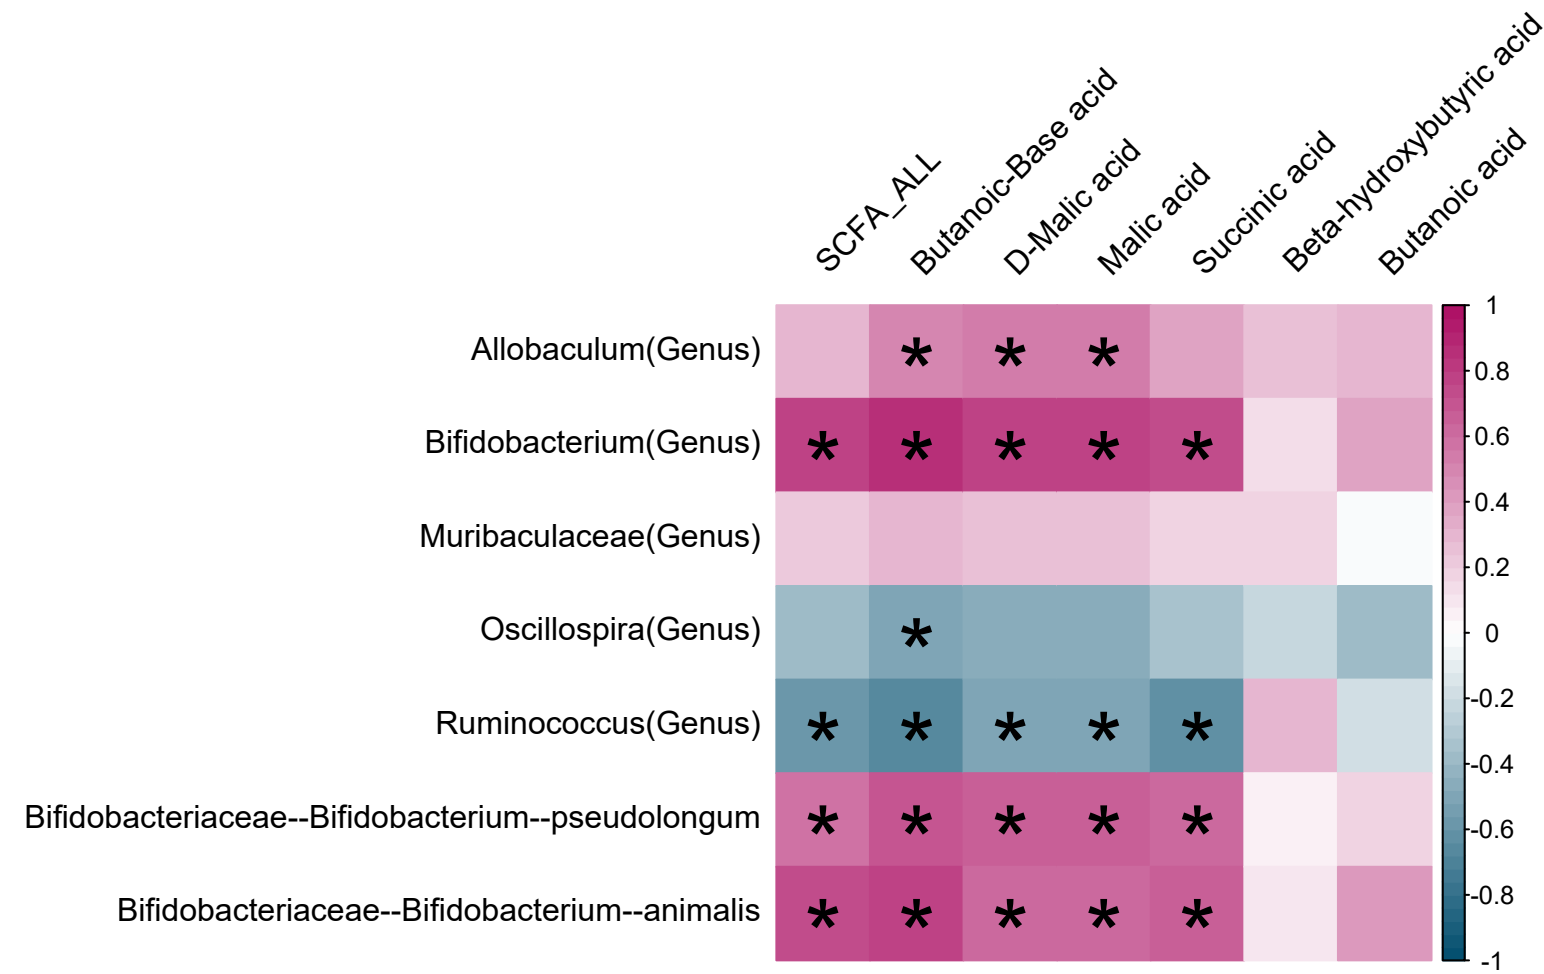 SCFA_ALL
Butanoic-Base acid
D-Malic acid
Malic acid
Succinic acid
Beta-hydroxybutyric acid
Butanoic acid
Allobaculum(Genus)
* * *
Bifidobacterium(Genus)
* * * * *
Muribaculaceae(Genus)
Oscillospira(Genus)
*
Ruminococcus(Genus)
* * * * *
Bifidobacteriaceae--Bifidobacterium--pseudolongum
* * * * *
Bifidobacteriaceae--Bifidobacterium--animalis
* * * * *
1
0.8
0.6
0.4
0.2
0
-0.2
-0.4
-0.6
-0.8
-1